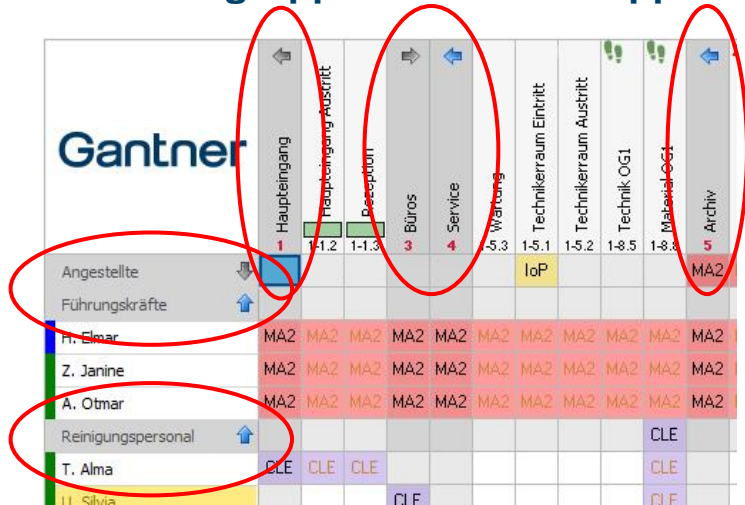 Gantner
Haupteingang
Haupteingang Austritt
Rezeption
Büros
Service
Wartung
Technikerraum Eintritt
Technikerraum Austritt
Technik OG1
Material OG1
Archiv
1 1-1.2 1-1.3 3 4 1-5.3 1-5.1 1-5.2 1-8.5 1-8.8 5
Angestellte IoP MA2
Führungskräfte
H. Elmar MA2 MA2 MA2 MA2 MA2 MA2 MA2 MA2 MA2 MA2 MA2
Z. Janine MA2 MA2 MA2 MA2 MA2 MA2 MA2 MA2 MA2 MA2 MA2
A. Otmar MA2 MA2 MA2 MA2 MA2 MA2 MA2 MA2 MA2 MA2 MA2
Reinigungspersonal CLE
T. Alma CLE CLE CLE CLE
U. Silvia CLE CLE